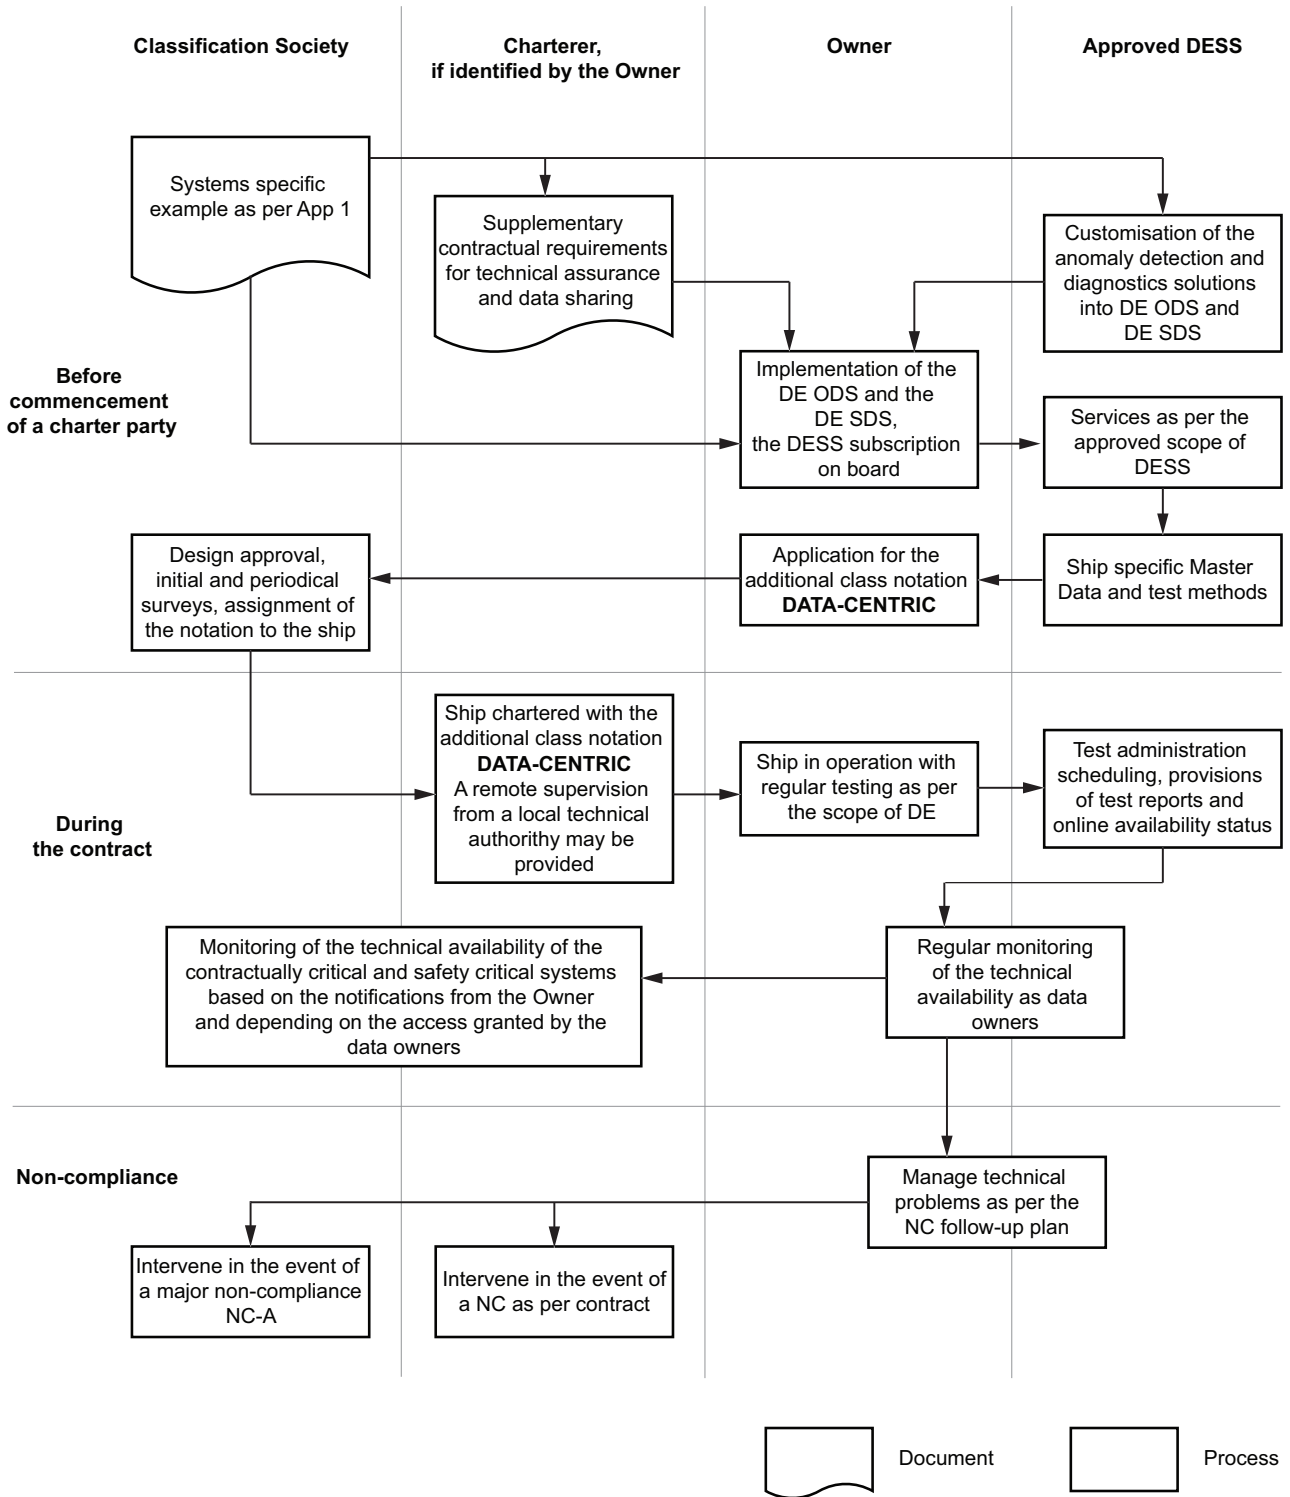 Classification Society
Charterer,
if identified by the Owner
Owner
Approved DESS
Systems specific
example as per App 1
Supplementary
contractual requirements
for technical assurance
and data sharing
Customisation of the
anomaly detection and
diagnostics solutions
into DE ODS and
DE SDS
Before
commencement
of a charter party
Implementation of the
DE ODS and the
DE SDS,
the DESS subscription
on board
Services as per the
approved scope of
DESS
Design approval,
initial and periodical
surveys, assignment of
the notation to the ship
Application for the
additional class notation
DATA-CENTRIC
Ship specific Master
Data and test methods
During
the contract
Ship chartered with the
additional class notation
DATA-CENTRIC
A remote supervision
from a local technical
authorithy may be
provided
Ship in operation with
regular testing as per
the scope of DE
Test administration
scheduling, provisions
of test reports and
online availability status
Monitoring of the technical availability of the
contractually critical and safety critical systems
based on the notifications from the Owner
and depending on the access granted by the
data owners
Regular monitoring
of the technical
availability as data
owners
Non-compliance
Manage technical
problems as per the
NC follow-up plan
Intervene in the event of
a major non-compliance
NC-A
Intervene in the event of
a NC as per contract
Document
Process